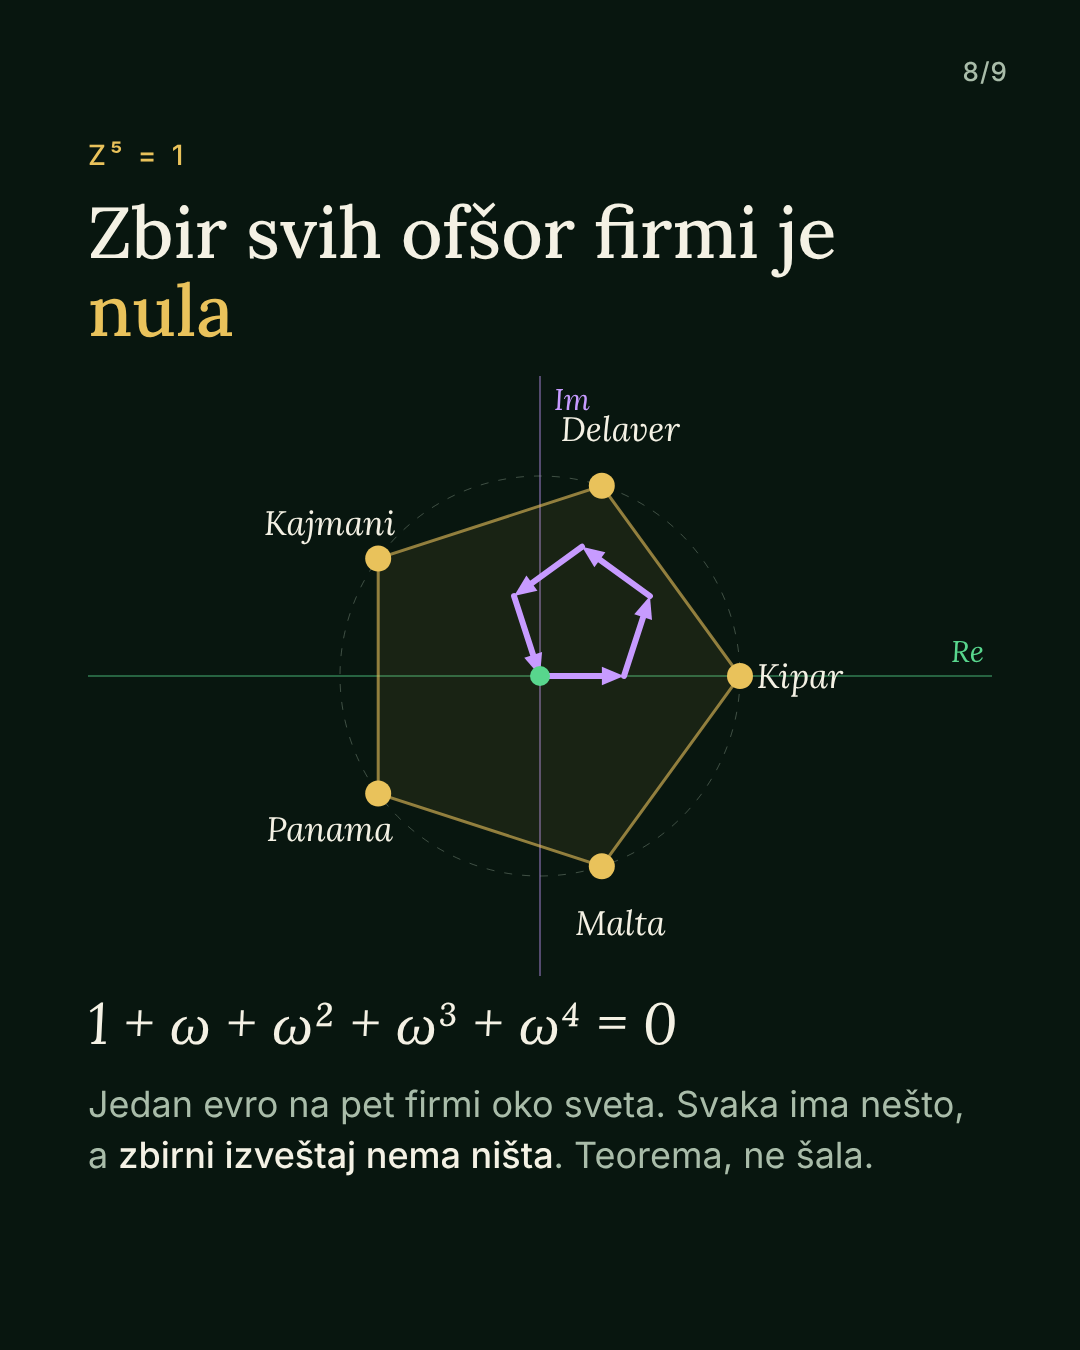 8/9
Z⁵ = 1
Zbir svih ofšor firmi je
nula
Im
Delaver
Kajmani
Re
Kipar
Panama
Malta
1 + ω + ω² + ω³ + ω⁴ = 0
Jedan evro na pet firmi oko sveta. Svaka ima nešto,
a zbirni izveštaj nema ništa. Teorema, ne šala.